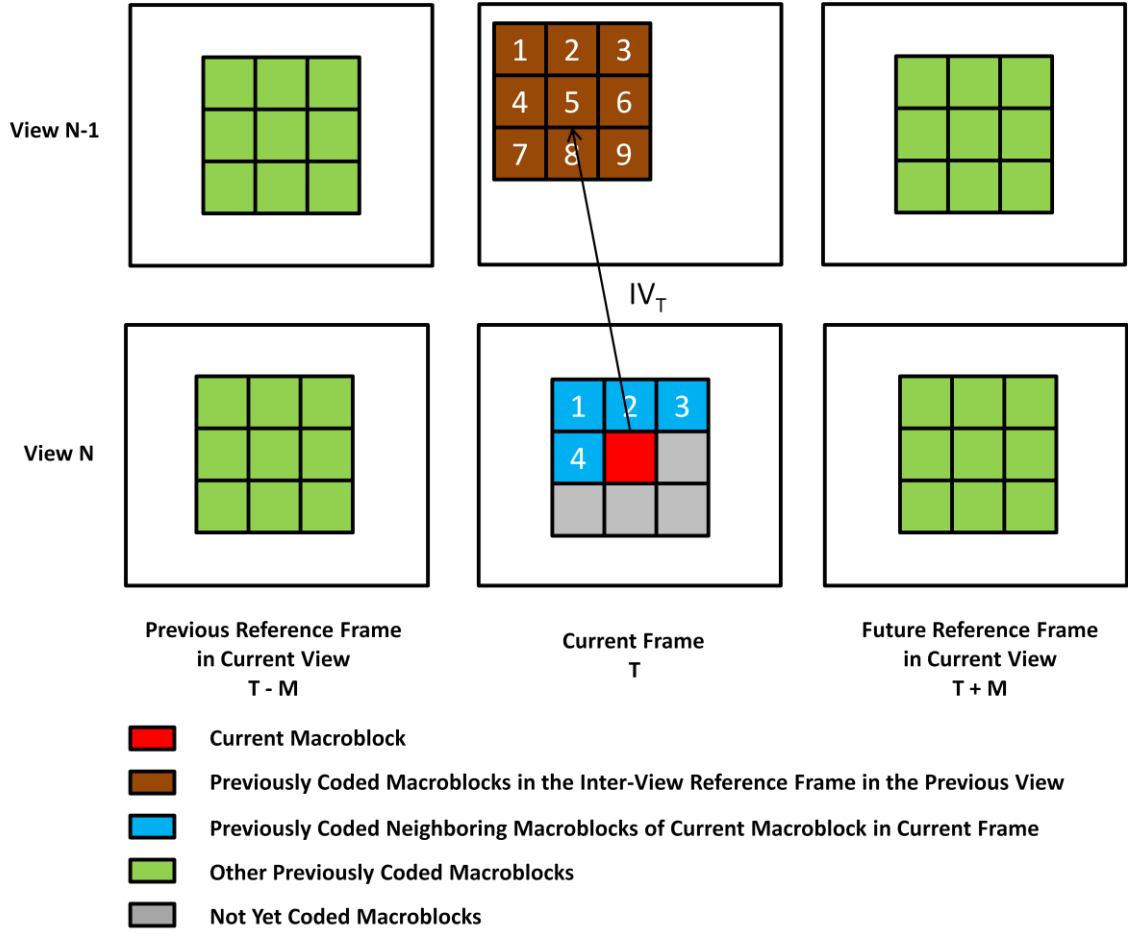 View N-1
1 2 3
4 5 6
7 8 9
IV_T
View N
1 2 3
4
Previous Reference Frame
in Current View
T - M
Current Frame
T
Future Reference Frame
in Current View
T + M
Current Macroblock
Previously Coded Macroblocks in the Inter-View Reference Frame in the Previous View
Previously Coded Neighboring Macroblocks of Current Macroblock in Current Frame
Other Previously Coded Macroblocks
Not Yet Coded Macroblocks